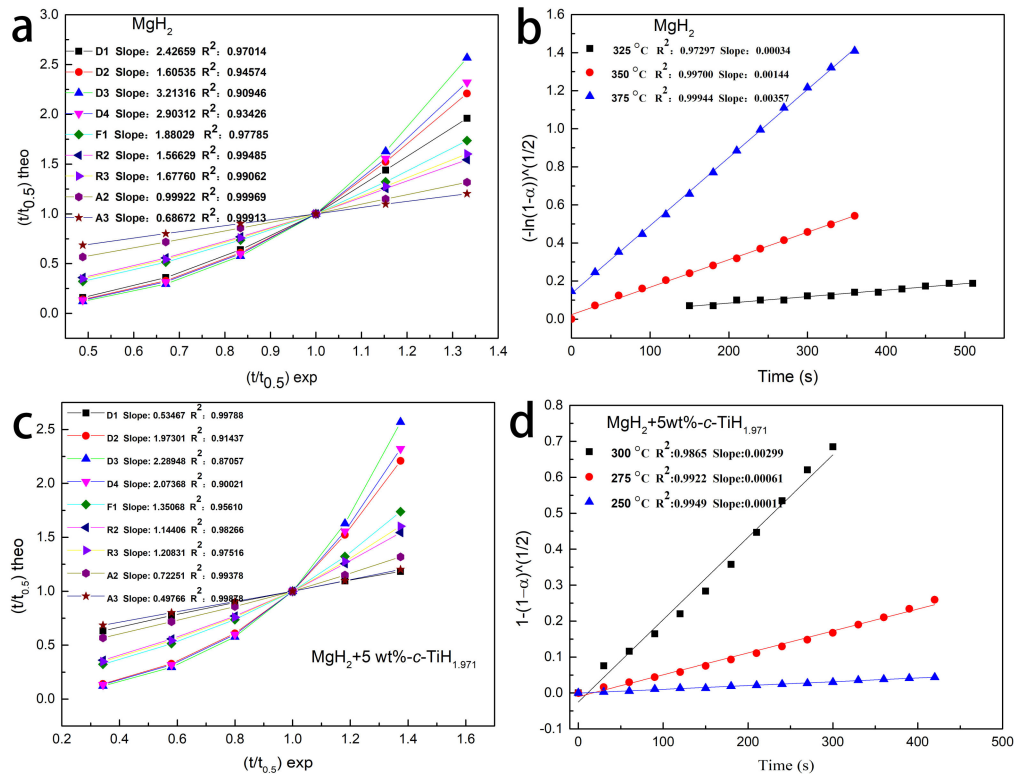 a
MgH2
D1 Slope: 2.42659 R2: 0.97014
D2 Slope: 1.60535 R2: 0.94574
D3 Slope: 3.21316 R2: 0.90946
D4 Slope: 2.90312 R2: 0.93426
F1 Slope: 1.88029 R2: 0.97785
R2 Slope: 1.56629 R2: 0.99485
R3 Slope: 1.67760 R2: 0.99062
A2 Slope: 0.99922 R2: 0.99969
A3 Slope: 0.68672 R2: 0.99913
(t/t0.5) theo
3.0
2.5
2.0
1.5
1.0
0.5
0.0
0.5 0.6 0.7 0.8 0.9 1.0 1.1 1.2 1.3 1.4
(t/t0.5) exp
b
MgH2
325 °C R2: 0.97297 Slope: 0.00034
350 °C R2: 0.99700 Slope: 0.00144
375 °C R2: 0.99944 Slope: 0.00357
(-ln(1-α))^(1/2)
1.6
1.4
1.2
1.0
0.8
0.6
0.4
0.2
0.0
0 100 200 300 400 500
Time (s)
c
D1 Slope: 0.53467 R2: 0.99788
D2 Slope: 1.97301 R2: 0.91437
D3 Slope: 2.28948 R2: 0.87057
D4 Slope: 2.07368 R2: 0.90021
F1 Slope: 1.35068 R2: 0.95610
R2 Slope: 1.14406 R2: 0.98266
R3 Slope: 1.20831 R2: 0.97516
A2 Slope: 0.72251 R2: 0.99378
A3 Slope: 0.49766 R2: 0.99878
MgH2+5 wt%-c-TiH1.971
(t/t0.5) theo
2.5
2.0
1.5
1.0
0.5
0.0
0.2 0.4 0.6 0.8 1.0 1.2 1.4 1.6
(t/t0.5) exp
d
MgH2+5wt%-c-TiH1.971
300 °C R2:0.9865 Slope:0.00299
275 °C R2:0.9922 Slope:0.00061
250 °C R2:0.9949 Slope:0.0001
1-(1-α)^(1/2)
0.8
0.7
0.6
0.5
0.4
0.3
0.2
0.1
0.0
-0.1
0 100 200 300 400 500
Time (s)